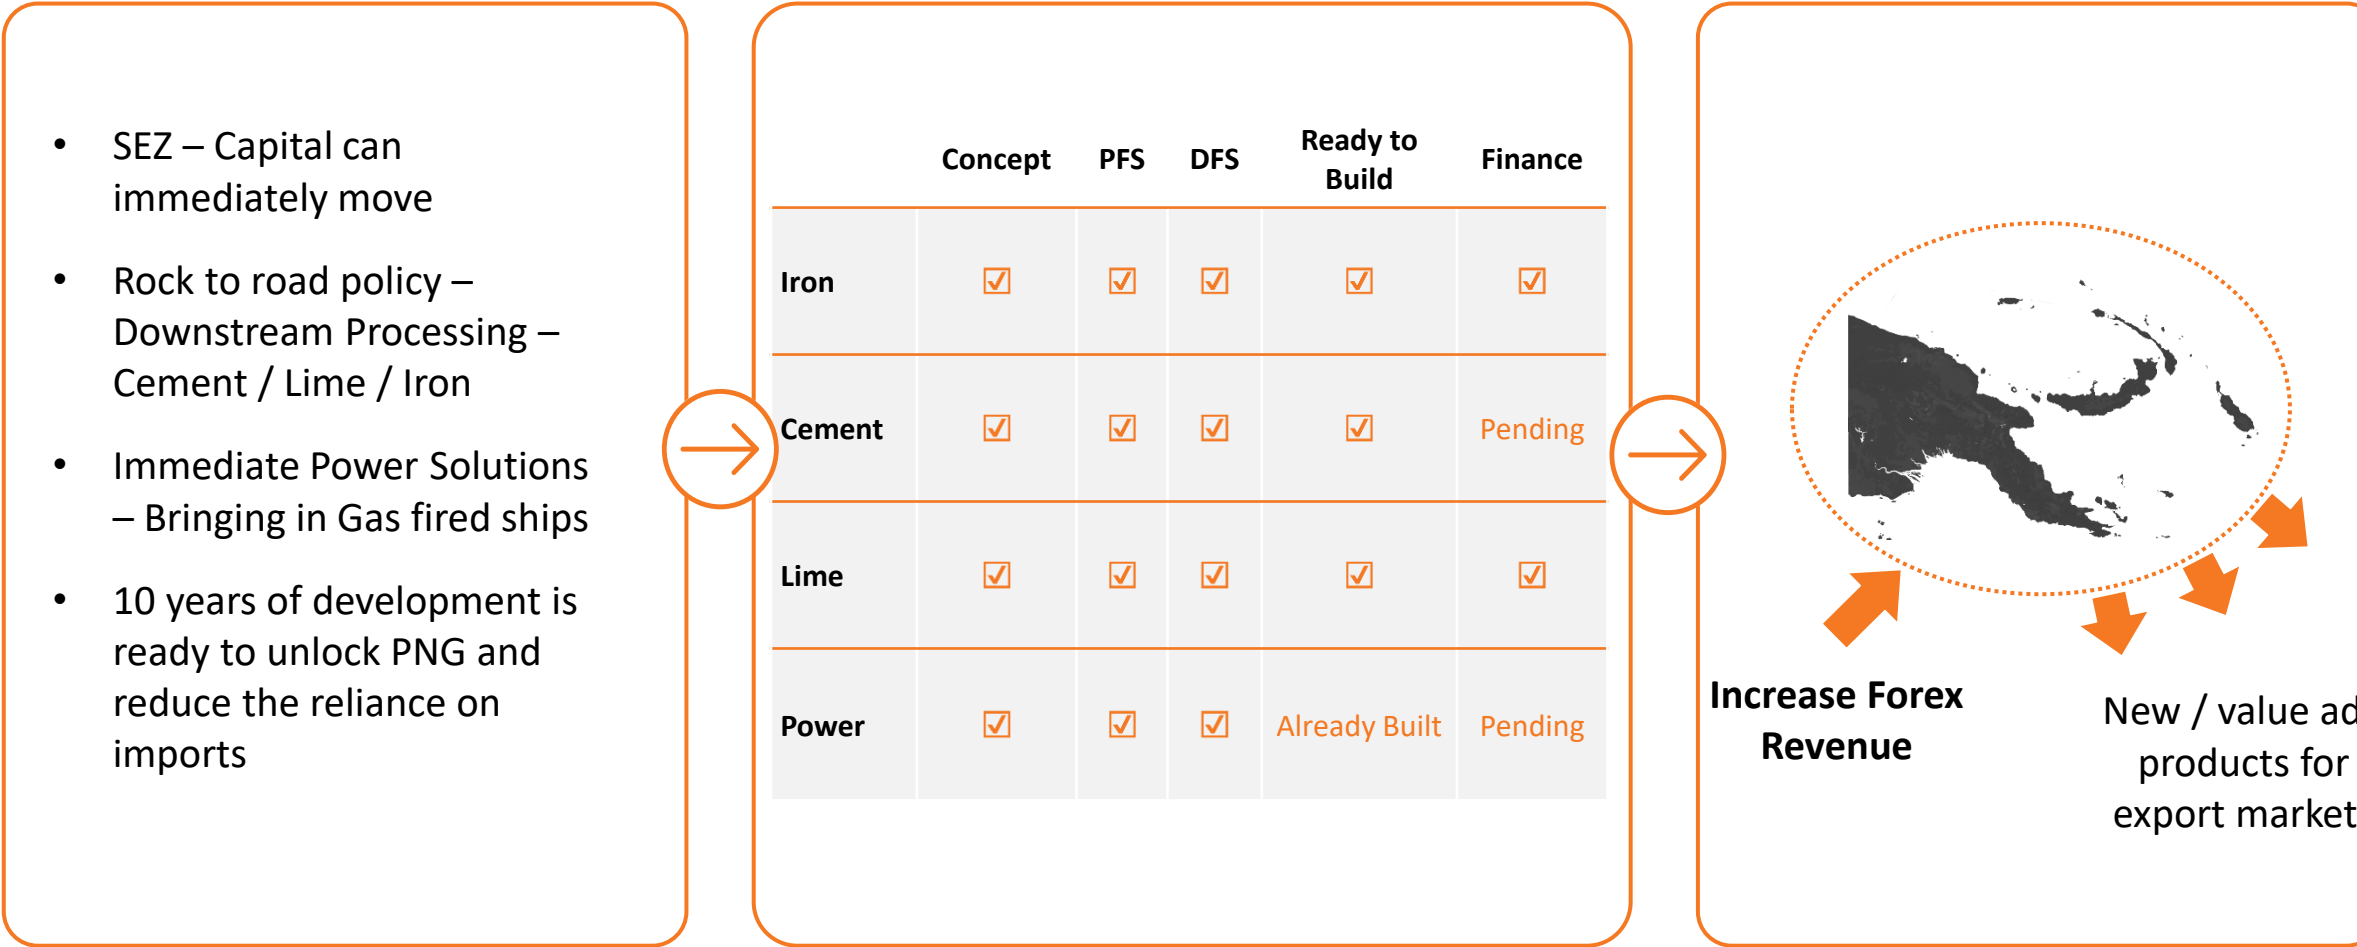 • SEZ – Capital can
immediately move
• Rock to road policy –
Downstream Processing –
Cement / Lime / Iron
• Immediate Power Solutions
– Bringing in Gas fired ships
• 10 years of development is
ready to unlock PNG and
reduce the reliance on
imports
Concept PFS DFS Ready to Build Finance
Iron ☑ ☑ ☑ ☑ ☑
Cement ☑ ☑ ☑ ☑ Pending
Lime ☑ ☑ ☑ ☑ ☑
Power ☑ ☑ ☑ Already Built Pending
Increase Forex
Revenue
New / value ad
products for
export market